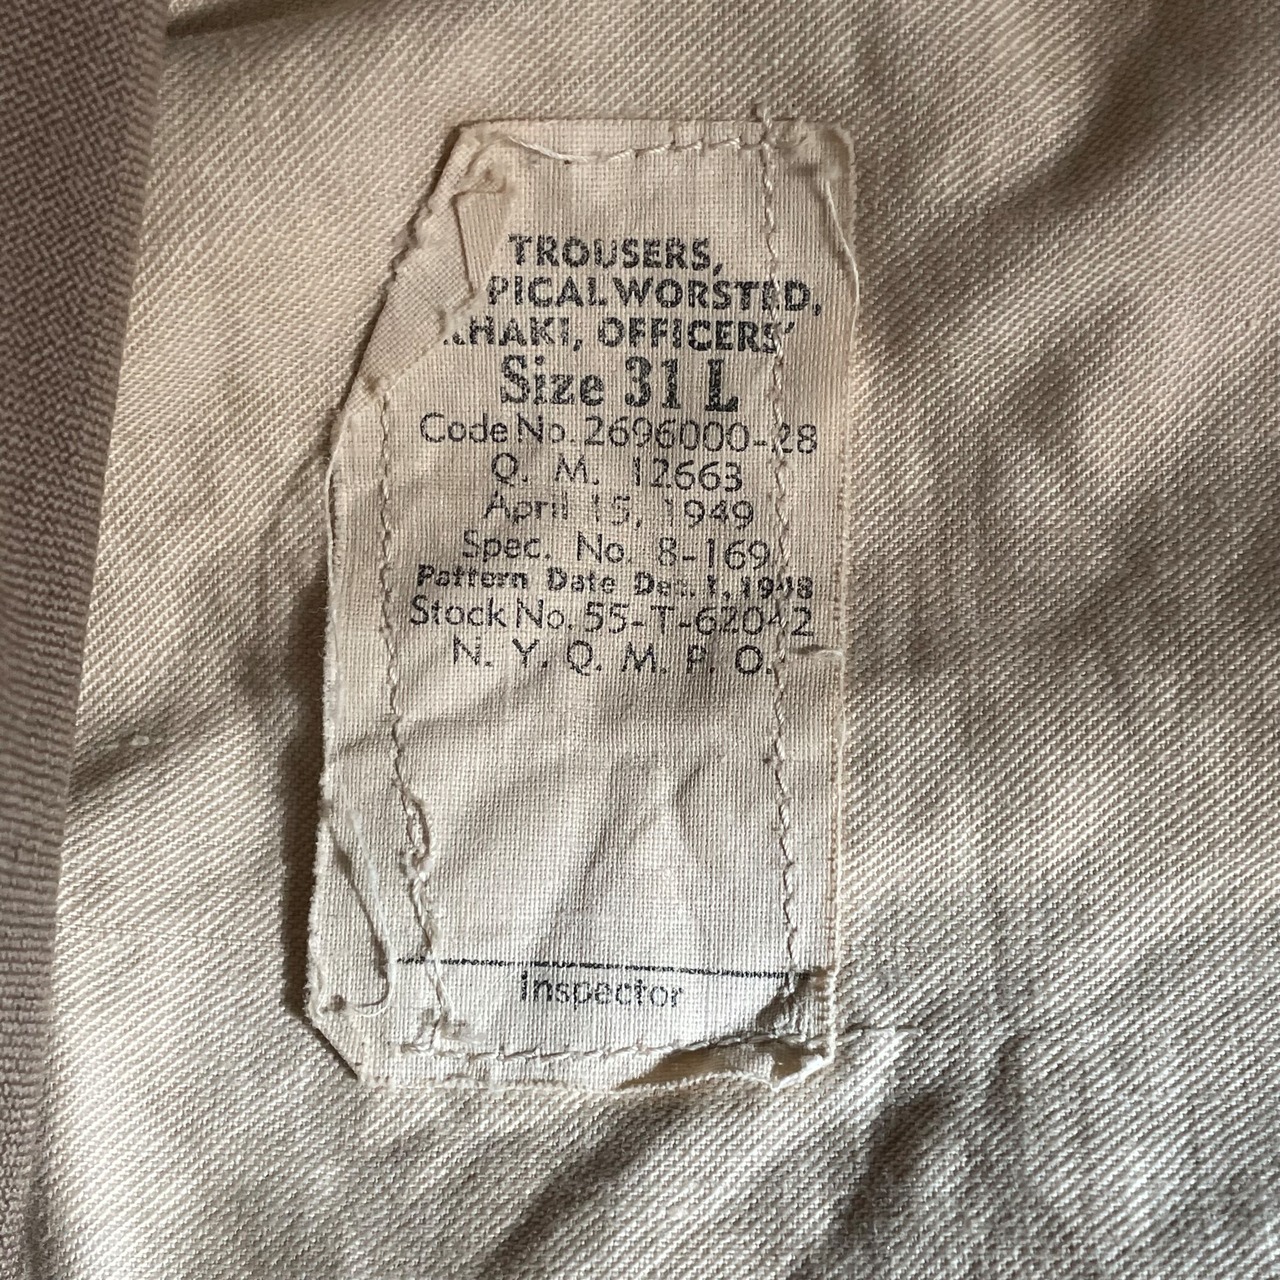 TROUSERS,
PICAL WORSTED,
KHAKI, OFFICERS'
Size 31 L
Code No. 2696000-28
Q. M. 12663
April 15, 1949
Spec. No. 8-169
Pattern Date Dec. 1, 1948
Stock No. 55-T-62042
N. Y. Q. M. P. O.
Inspector